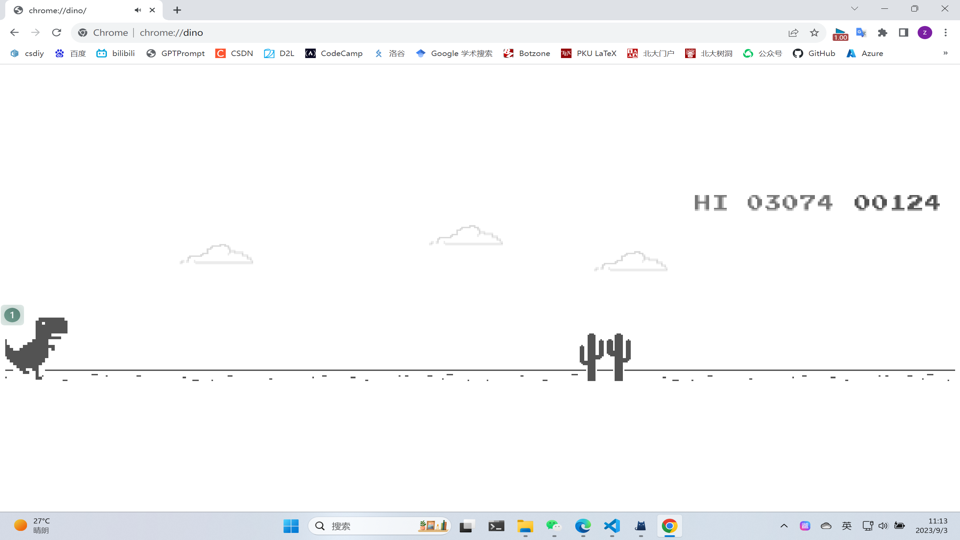 chrome://dino/
Chrome | chrome://dino
1.00
z
csdiy 百度 bilibili GPTPrompt CSDN D2L CodeCamp 洛谷 Google 学术搜索 Botzone PKU LaTeX 北大门户 北大树洞 公众号 GitHub Azure »
HI 03074 00124
1
27°C
晴朗
搜索
英
11:13
2023/9/3